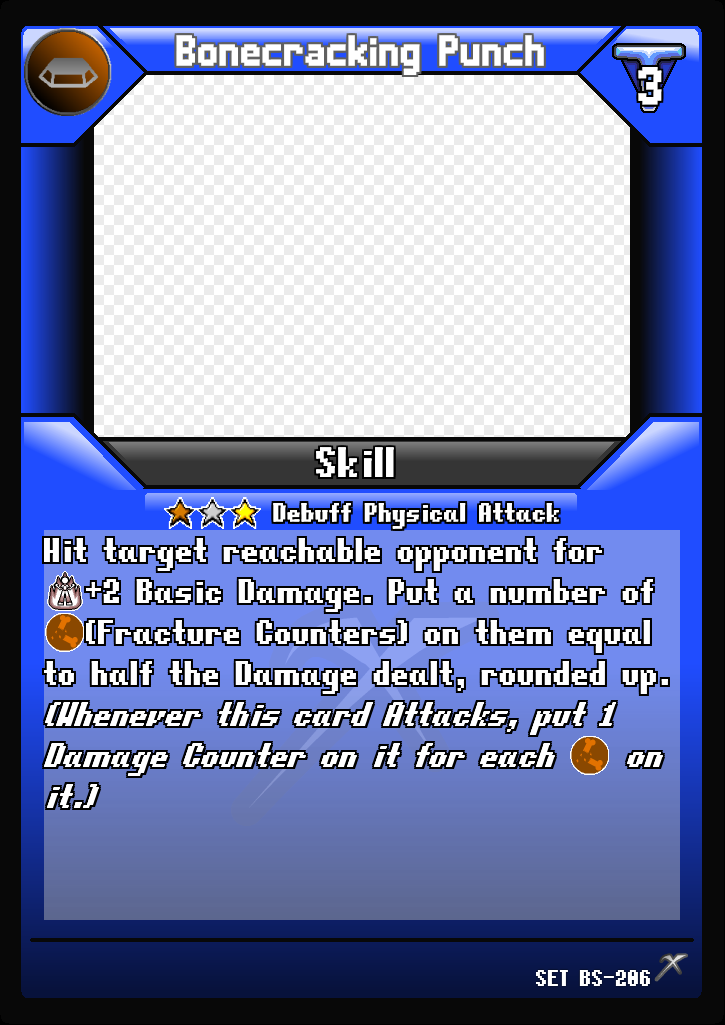 Bonecracking Punch
3
Skill
Debuff Physical Attack
Hit target reachable opponent for
+2 Basic Damage. Put a number of
(Fracture Counters) on them equal
to half the Damage dealt, rounded up.
(Whenever this card Attacks, put 1
Damage Counter on it for each on
it.)
SET BS-206